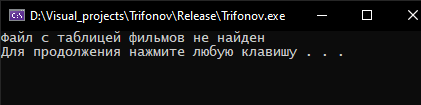 D:\Visual_projects\Trifonov\Release\Trifonov.exe
Файл с таблицей фильмов не найден
Для продолжения нажмите любую клавишу . . .